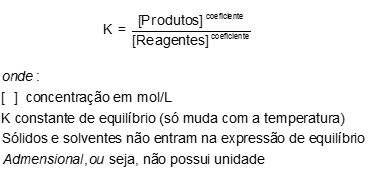 K = [Produtos]^coeficiente / [Reagentes]^coeficiente
onde :
[ ] concentração em mol/L
K constante de equilíbrio (só muda com a temperatura)
Sólidos e solventes não entram na expressão de equilíbrio
Admensional, ou seja, não possui unidade